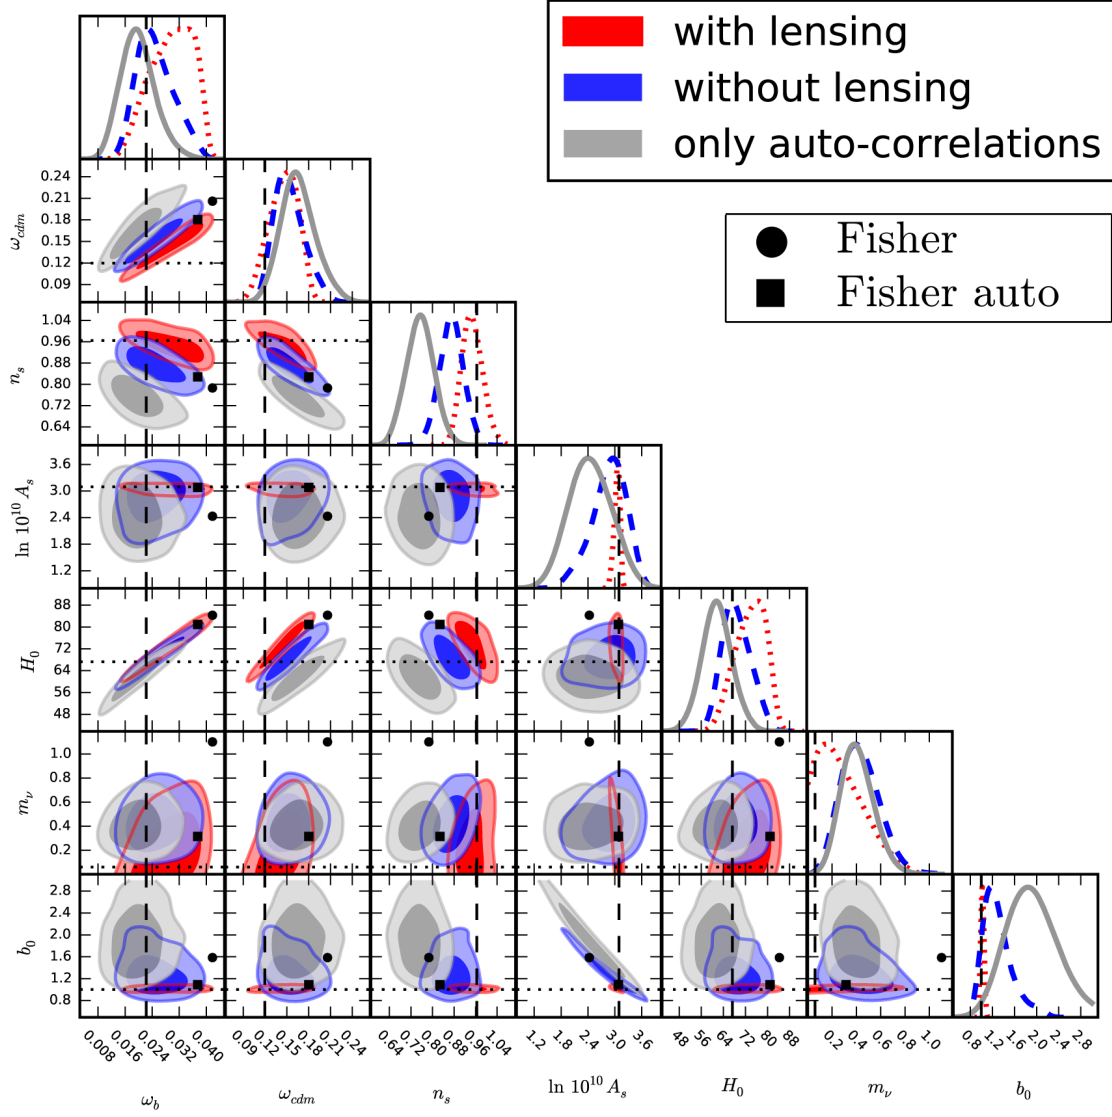 with lensing
without lensing
only auto-correlations
Fisher
Fisher auto
0.24
0.21
0.18
0.15
0.12
0.09
ω_cdm
1.04
0.96
0.88
0.80
0.72
0.64
n_s
3.6
3.0
2.4
1.8
1.2
ln 10^10 A_s
88
80
72
64
56
48
H_0
1.0
0.8
0.6
0.4
0.2
m_ν
2.8
2.4
2.0
1.6
1.2
0.8
b_0
0.008 0.016 0.024 0.032 0.040 0.09 0.12 0.15 0.18 0.21 0.24 0.64 0.72 0.80 0.88 0.96 1.04 1.2 1.8 2.4 3.0 3.6 48 56 64 72 80 88 0.2 0.4 0.6 0.8 1.0 0.8 1.2 1.6 2.0 2.4 2.8
ω_b ω_cdm n_s ln 10^10 A_s H_0 m_ν b_0